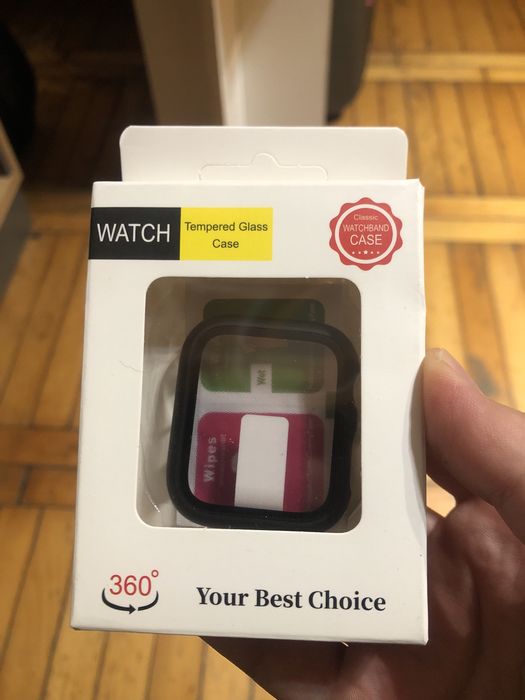 WATCH
Tempered Glass
Case
Classic
WATCHBAND
CASE
Wet
Wipes
360°
Your Best Choice